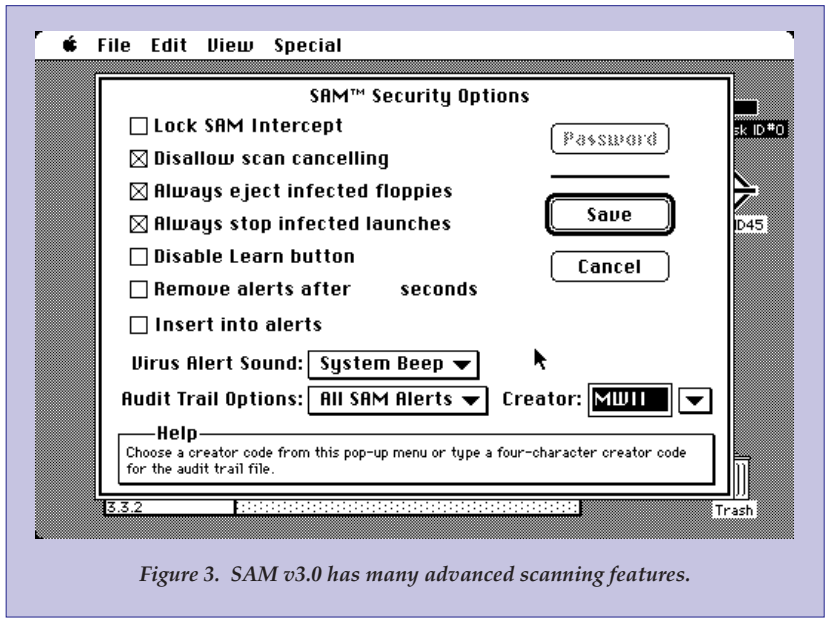 File Edit View Special
SAM™ Security Options
Lock SAM Intercept
Disallow scan cancelling
Always eject infected floppies
Always stop infected launches
Disable Learn button
Remove alerts after seconds
Insert into alerts
Password
Save
Cancel
sk ID#0
D45
Virus Alert Sound: System Beep
Audit Trail Options: All SAM Alerts Creator: MWII
Help
Choose a creator code from this pop-up menu or type a four-character creator code
for the audit trail file.
3.3.2
Trash
Figure 3. SAM v3.0 has many advanced scanning features.